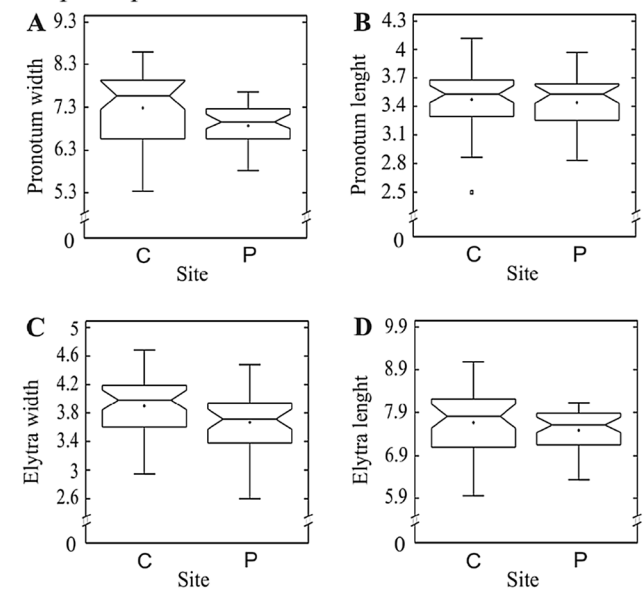 A
Pronotum width
9.3
8.3
7.3
6.3
5.3
0
C P
Site
B
Pronotum lenght
4.3
4
3.7
3.4
3.1
2.8
2.5
0
C P
Site
C
Elytra width
5
4.6
4.2
3.8
3.4
3
2.6
0
C P
Site
D
Elytra lenght
9.9
8.9
7.9
6.9
5.9
0
C P
Site